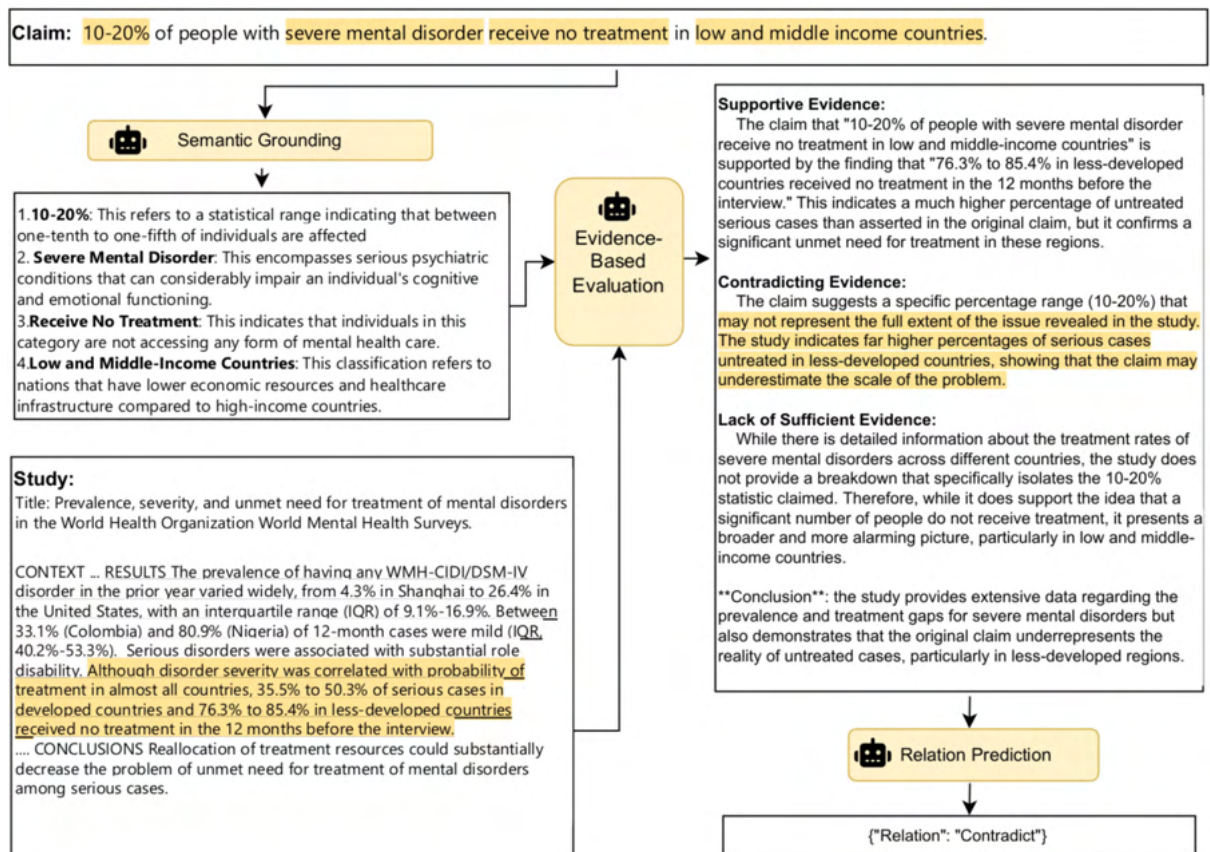 Claim: 10-20% of people with severe mental disorder receive no treatment in low and middle income countries.
Semantic Grounding
1.10-20%: This refers to a statistical range indicating that between
one-tenth to one-fifth of individuals are affected
2. Severe Mental Disorder: This encompasses serious psychiatric
conditions that can considerably impair an individual's cognitive
and emotional functioning.
3.Receive No Treatment: This indicates that individuals in this
category are not accessing any form of mental health care.
4.Low and Middle-Income Countries: This classification refers to
nations that have lower economic resources and healthcare
infrastructure compared to high-income countries.
Study:
Title: Prevalence, severity, and unmet need for treatment of mental disorders
in the World Health Organization World Mental Health Surveys.
CONTEXT ... RESULTS The prevalence of having any WMH-CIDI/DSM-IV
disorder in the prior year varied widely, from 4.3% in Shanghai to 26.4% in
the United States, with an interquartile range (IQR) of 9.1%-16.9%. Between
33.1% (Colombia) and 80.9% (Nigeria) of 12-month cases were mild (IQR,
40.2%-53.3%). Serious disorders were associated with substantial role
disability. Although disorder severity was correlated with probability of
treatment in almost all countries, 35.5% to 50.3% of serious cases in
developed countries and 76.3% to 85.4% in less-developed countries
received no treatment in the 12 months before the interview.
.... CONCLUSIONS Reallocation of treatment resources could substantially
decrease the problem of unmet need for treatment of mental disorders
among serious cases.
Evidence-
Based
Evaluation
Supportive Evidence:
The claim that "10-20% of people with severe mental disorder
receive no treatment in low and middle-income countries" is
supported by the finding that "76.3% to 85.4% in less-developed
countries received no treatment in the 12 months before the
interview." This indicates a much higher percentage of untreated
serious cases than asserted in the original claim, but it confirms a
significant unmet need for treatment in these regions.
Contradicting Evidence:
The claim suggests a specific percentage range (10-20%) that
may not represent the full extent of the issue revealed in the study.
The study indicates far higher percentages of serious cases
untreated in less-developed countries, showing that the claim may
underestimate the scale of the problem.
Lack of Sufficient Evidence:
While there is detailed information about the treatment rates of
severe mental disorders across different countries, the study does
not provide a breakdown that specifically isolates the 10-20%
statistic claimed. Therefore, while it does support the idea that a
significant number of people do not receive treatment, it presents a
broader and more alarming picture, particularly in low and middle-
income countries.
**Conclusion**: the study provides extensive data regarding the
prevalence and treatment gaps for severe mental disorders but
also demonstrates that the original claim underrepresents the
reality of untreated cases, particularly in less-developed regions.
Relation Prediction
{"Relation": "Contradict"}